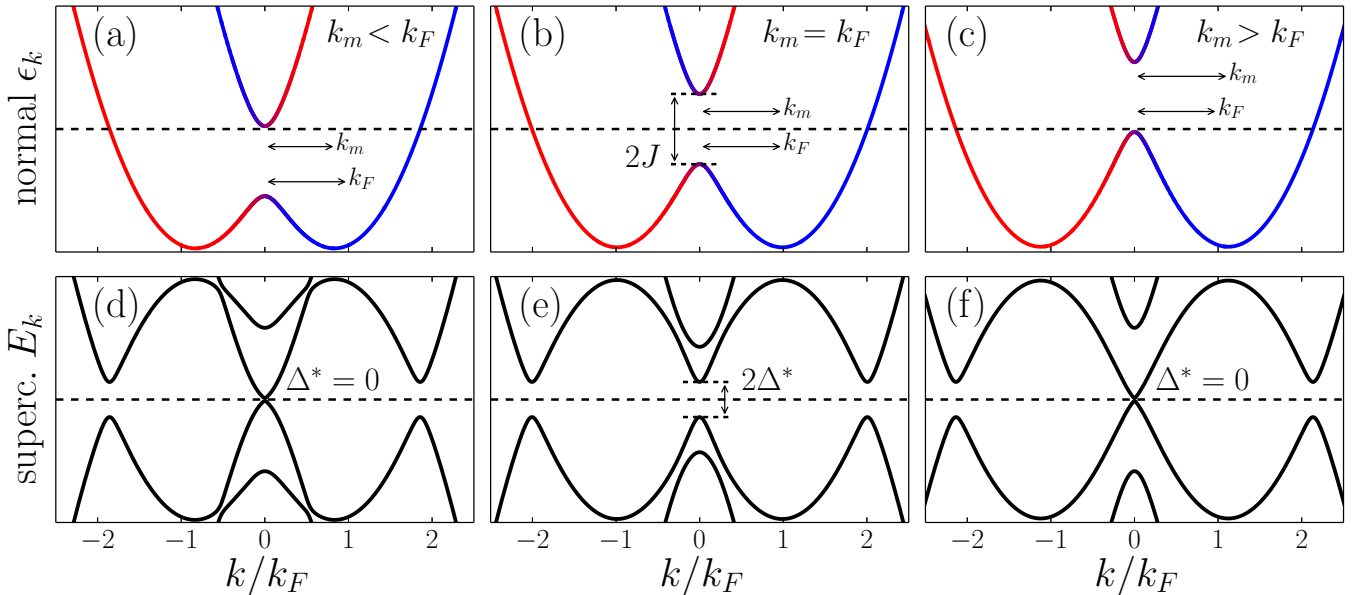 normal ϵ_k
(a)
k_m < k_F
k_m
k_F
(b)
k_m = k_F
k_m
2J
k_F
(c)
k_m > k_F
k_m
k_F
superc. E_k
(d)
Δ* = 0
(e)
2Δ*
(f)
Δ* = 0
−2 −1 0 1 2
−2 −1 0 1 2
−2 −1 0 1 2
k/k_F
k/k_F
k/k_F